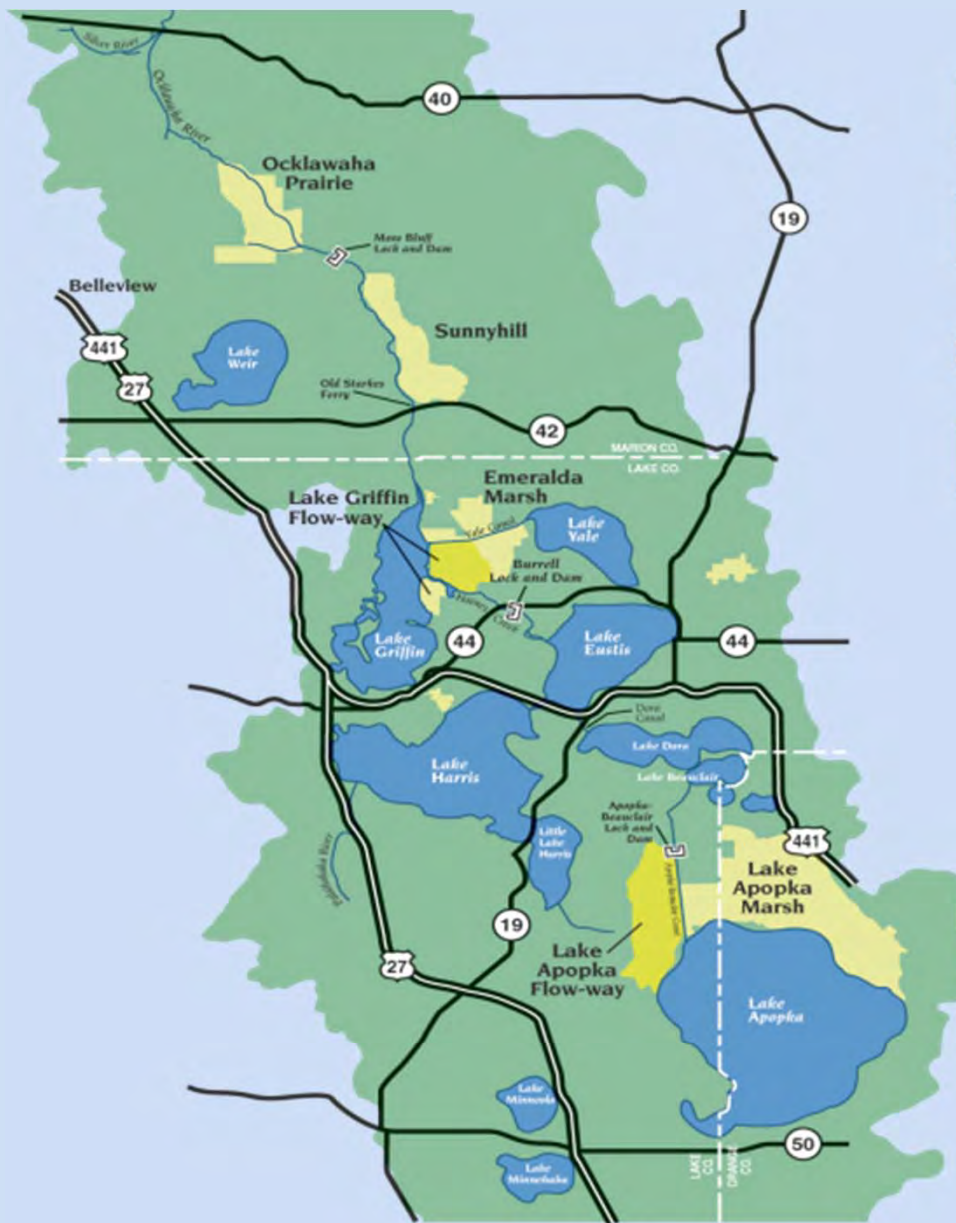 Silver River
40
Ocklawaha River
Ocklawaha
Prairie
19
Moss Bluff
Lock and Dam
Belleview
Sunnyhill
441
Lake
Weir
27
Old Starkes
Ferry
42
MARION CO.
LAKE CO.
Emeralda
Marsh
Lake Griffin
Flow-way
Yale Canal
Lake
Yale
Burrell
Lock and Dam
Haines Creek
Lake
Griffin
44
Lake
Eustis
44
Dora
Canal
Lake Dora
Lake
Harris
Lake Beauclair
Apopka-
Beauclair
Lock and
Dam
Little
Lake
Harris
441
Lake
Apopka
Marsh
19
Lake
Apopka
Flow-way
27
Lake
Apopka
Lake
Minneola
50
LAKE
CO.
ORANGE
CO.
Lake
Minnehaha